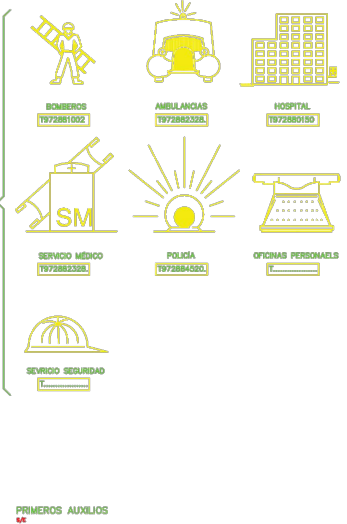 BOMBEROS AMBULANCIAS HOSPITAL
T972881002 T972882328. T972880150
SM
SERVICIO MÉDICO POLICÍA OFICINAS PERSONAELS
T972882328. T972884520. T....................
SEVRICIO SEGURIDAD
T....................
PRIMEROS AUXILIOS
S/E